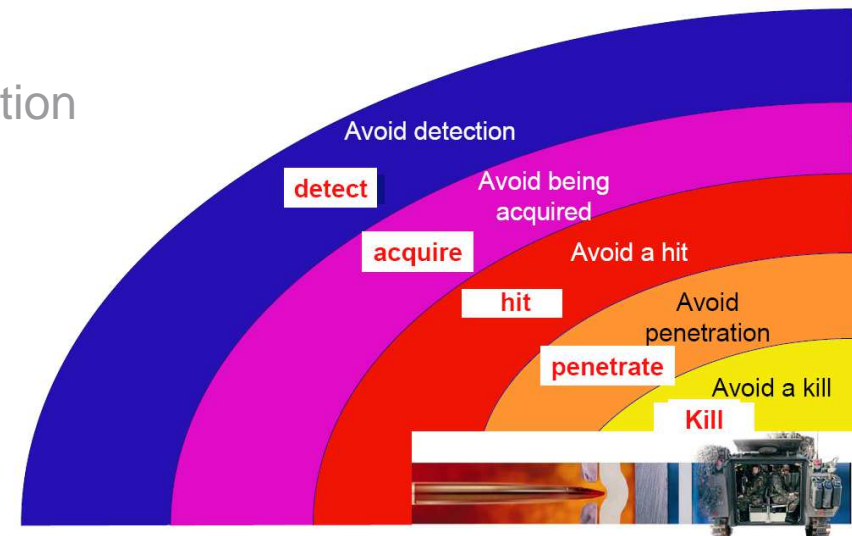 tion
Avoid detection
detect
Avoid being
acquired
acquire
Avoid a hit
hit
Avoid
penetration
penetrate
Avoid a kill
Kill